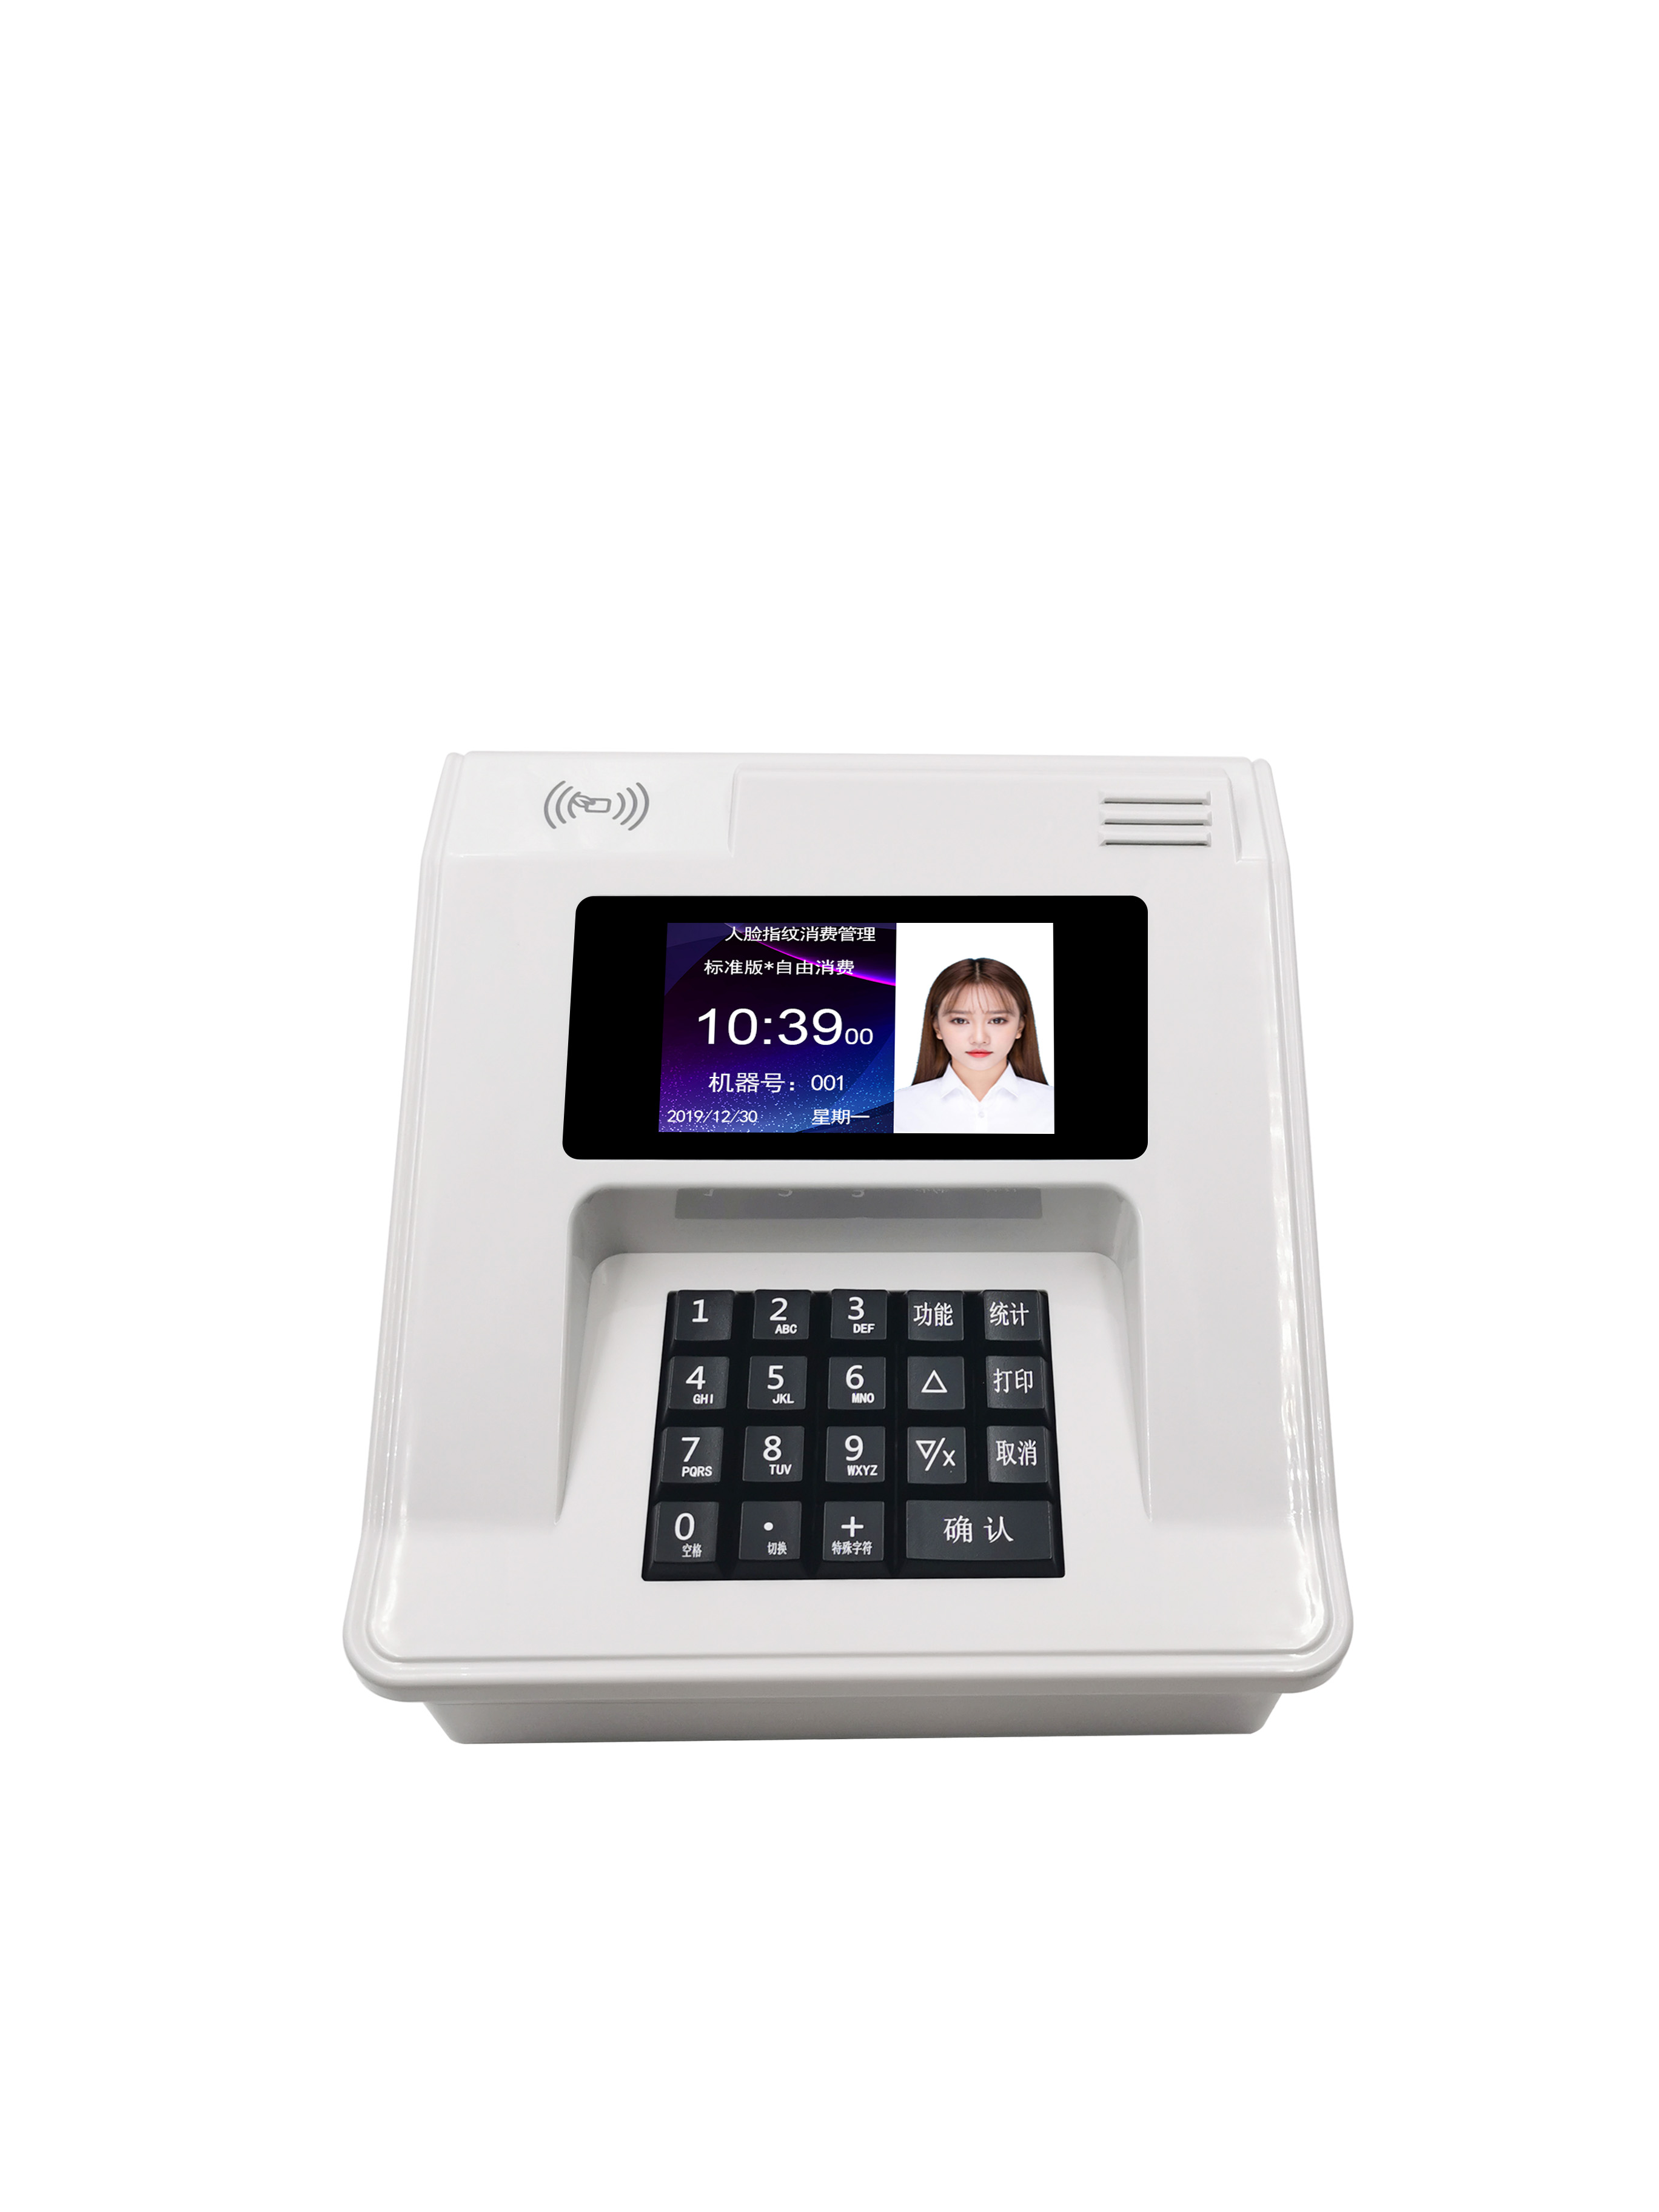 人脸指纹消费管理
标准版*自由消费
10:39 00
机器号：001
2019/12/30 星期一
1 2 ABC 3 DEF 功能 统计
4 GHI 5 JKL 6 MNO △ 打印
7 PQRS 8 TUV 9 WXYZ ▽/x 取消
0 空格 · 切换 + 特殊字符 确认